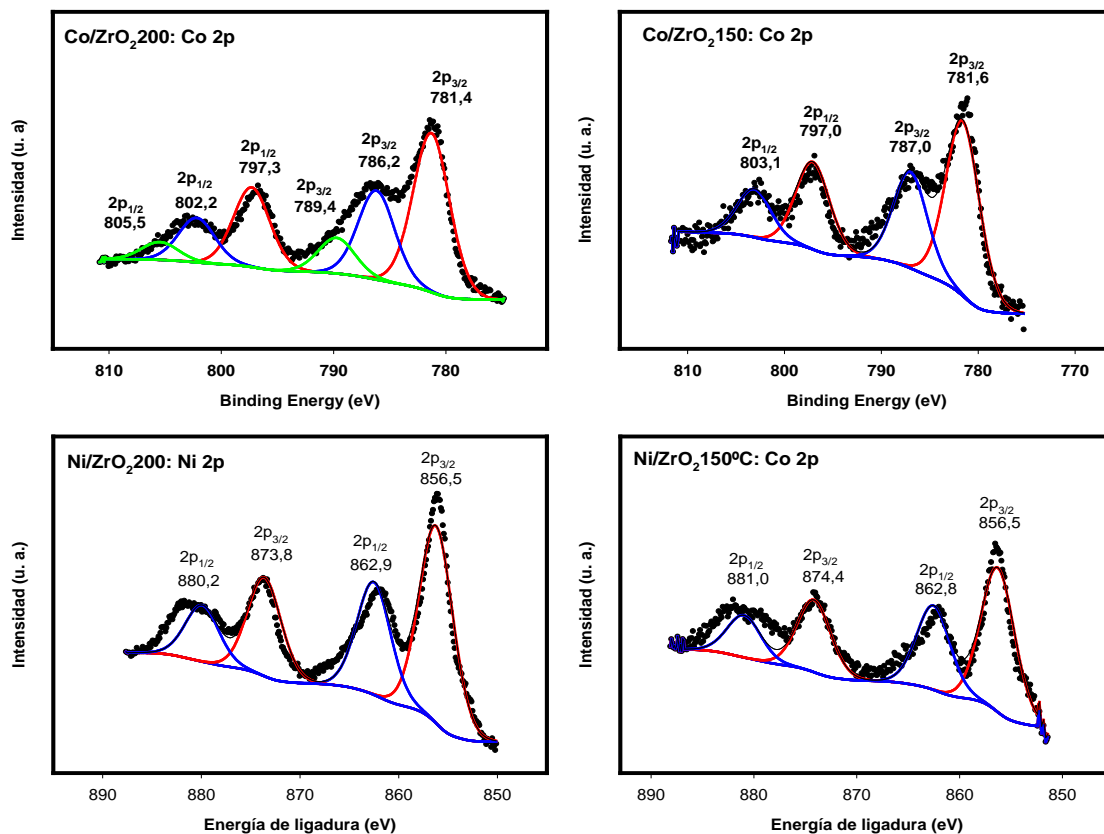 Co/ZrO₂200: Co 2p
2p₃/₂
781,4
2p₃/₂
786,2
2p₁/₂
797,3
2p₃/₂
789,4
2p₁/₂
802,2
2p₁/₂
805,5
Intensidad (u. a)
810 800 790 780
Binding Energy (eV)
Co/ZrO₂150: Co 2p
2p₃/₂
781,6
2p₁/₂
797,0
2p₃/₂
787,0
2p₁/₂
803,1
Intensidad (u. a.)
810 800 790 780 770
Binding Energy (eV)
Ni/ZrO₂200: Ni 2p
2p₃/₂
856,5
2p₃/₂
873,8
2p₁/₂
862,9
2p₁/₂
880,2
Intensidad (u. a.)
890 880 870 860 850
Energía de ligadura (eV)
Ni/ZrO₂150ºC: Co 2p
2p₃/₂
856,5
2p₁/₂
881,0
2p₃/₂
874,4
2p₁/₂
862,8
Intensidad (u. a.)
890 880 870 860 850
Energía de ligadura (eV)